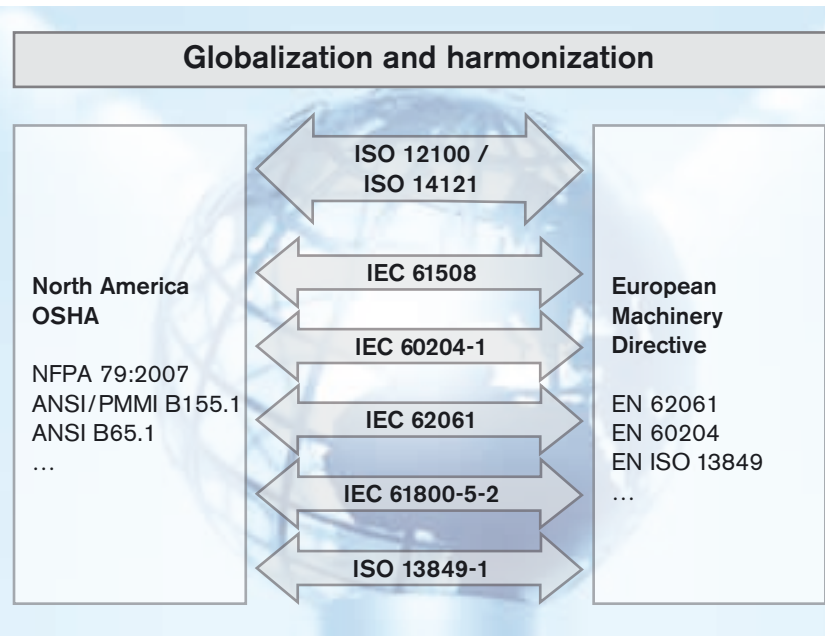 Globalization and harmonization
North America
OSHA
NFPA 79:2007
ANSI/PMMI B155.1
ANSI B65.1
…
ISO 12100 /
ISO 14121
IEC 61508
IEC 60204-1
IEC 62061
IEC 61800-5-2
ISO 13849-1
European
Machinery
Directive
EN 62061
EN 60204
EN ISO 13849
…